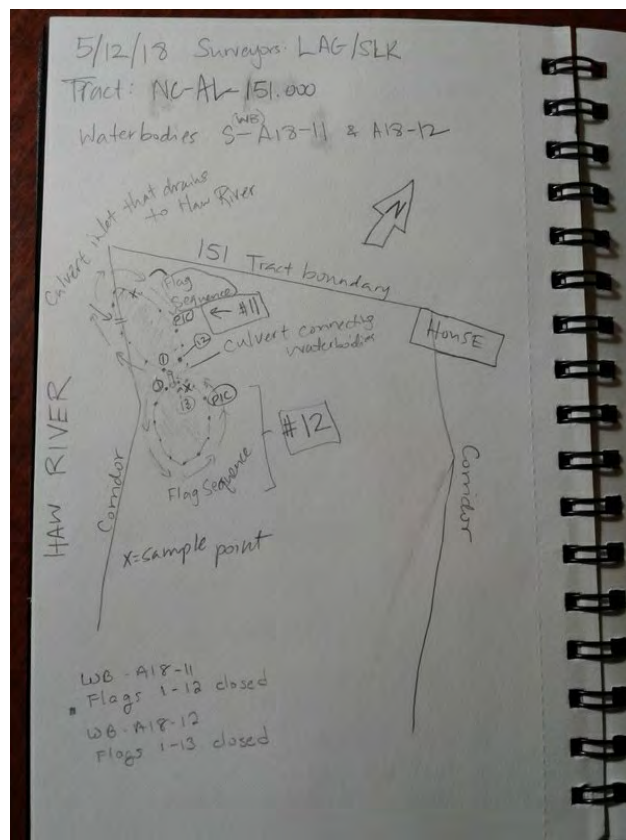 5/12/18 Surveyors: LAG/SLK
Tract: NC-AL-151.000
(WB)
Waterbodies S-A18-11 & A18-12
Culvert inlet that drains
to Haw River
N
151 Tract boundary
Flag
Sequence
PIC
← #11
House
12
Culvert connecting
waterbodies
1
1
x
x
13
PIC
#12
Flag Sequence
HAW RIVER
Corridor
Corridor
x=sample point
WB-A18-11
Flags 1-12 closed
WB-A18-12
Flags 1-13 closed